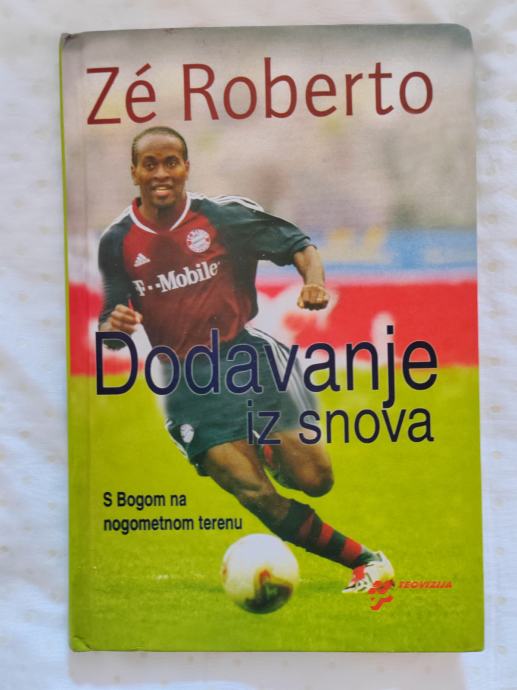 Zé Roberto
T··Mobile
Dodavanje
iz snova
S Bogom na
nogometnom terenu
TEOVIZIJA